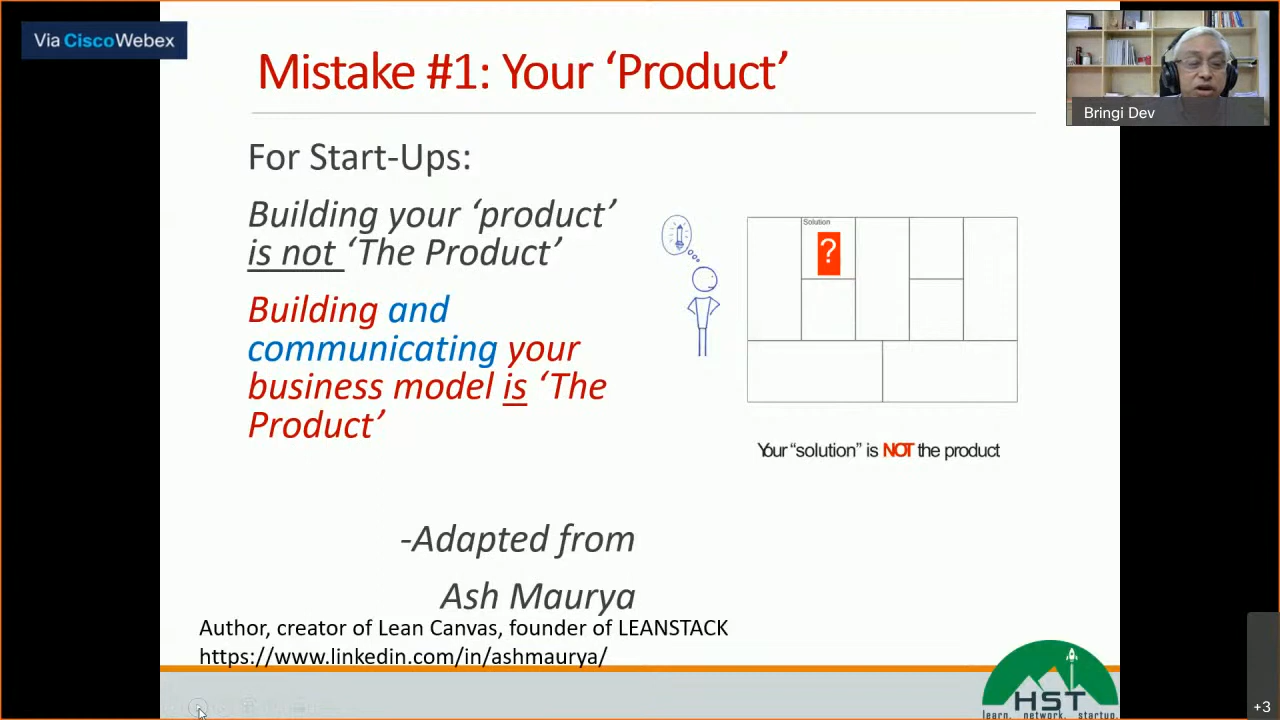 Via CiscoWebex
Mistake #1: Your ‘Product’
Bringi Dev
For Start-Ups:
Building your ‘product’
is not ‘The Product’
Building and
communicating your
business model is ‘The
Product’
Solution
?
Your “solution” is NOT the product
-Adapted from
Ash Maurya
Author, creator of Lean Canvas, founder of LEANSTACK
https://www.linkedin.com/in/ashmaurya/
HST
learn. network. startup.
+3